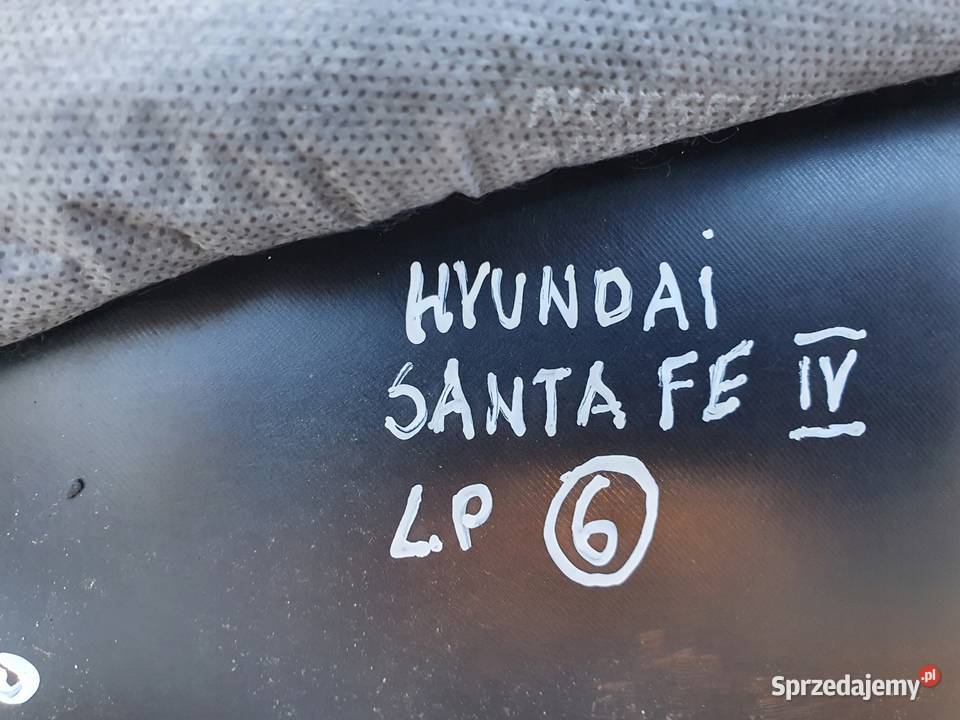 HYUNDAi
SANTA FE IV
LP 6
Sprzedajemy.pl